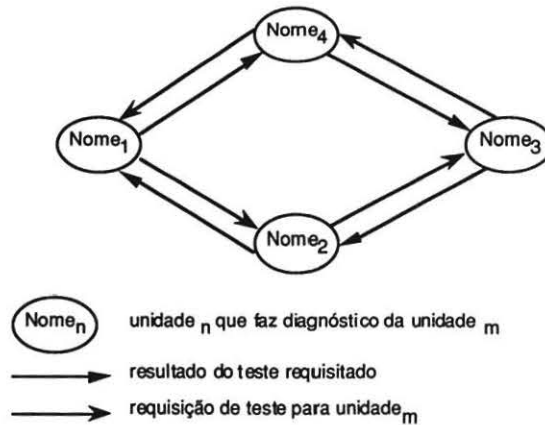 Nome4
Nome1
Nome3
Nome2
Nomen unidade n que faz diagnóstico da unidade m
resultado do teste requisitado
requisição de teste para unidadem